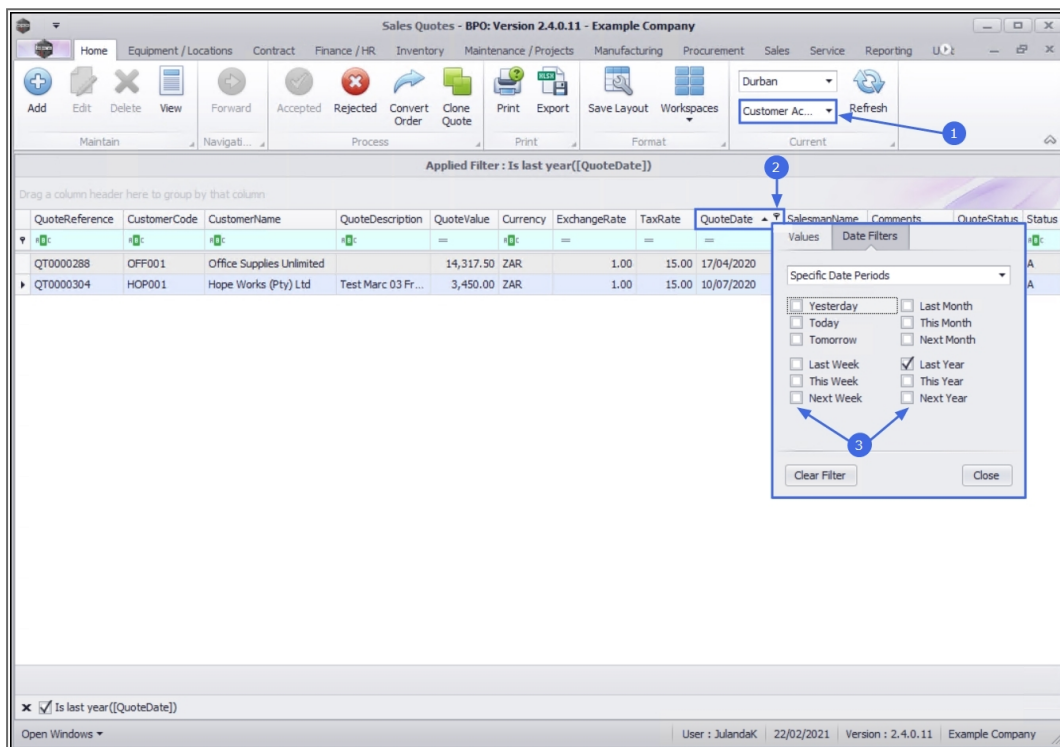 Sales Quotes - BPO: Version 2.4.0.11 - Example Company
Home Equipment / Locations Contract Finance / HR Inventory Maintenance / Projects Manufacturing Procurement Sales Service Reporting
Add Edit Delete View Forward Accepted Rejected Convert Order Clone Quote Print Export Save Layout Workspaces Durban Customer Ac... Refresh
1
Maintain Navigati... Process Print Format Current
Applied Filter : Is last year([QuoteDate])
2
Drag a column header here to group by that column
QuoteReference CustomerCode CustomerName QuoteDescription QuoteValue Currency ExchangeRate TaxRate QuoteDate SalesmanName Comments QuoteStatus Status
QT0000288 OFF001 Office Supplies Unlimited 14,317.50 ZAR 1.00 15.00 17/04/2020 A
QT0000304 HOP001 Hope Works (Pty) Ltd Test Marc 03 Fr... 3,450.00 ZAR 1.00 15.00 10/07/2020 A
Values Date Filters
Specific Date Periods
Yesterday Last Month
Today This Month
Tomorrow Next Month
Last Week Last Year
This Week This Year
Next Week Next Year
3
Clear Filter Close
Is last year([QuoteDate])
Open Windows User : JulandaK 22/02/2021 Version : 2.4.0.11 Example Company